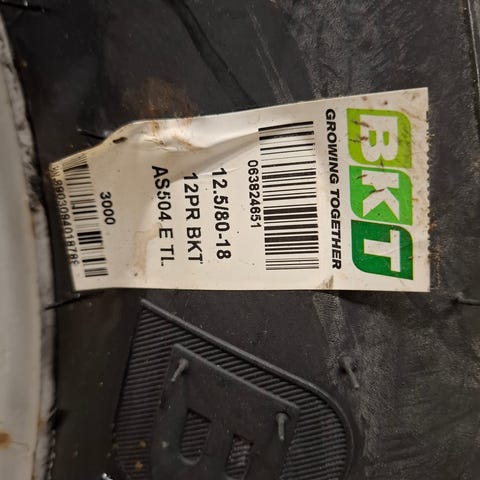 BKT
GROWING TOGETHER
063824651
12.5/80-18
12PR BKT
AS504 E TL
3000
B